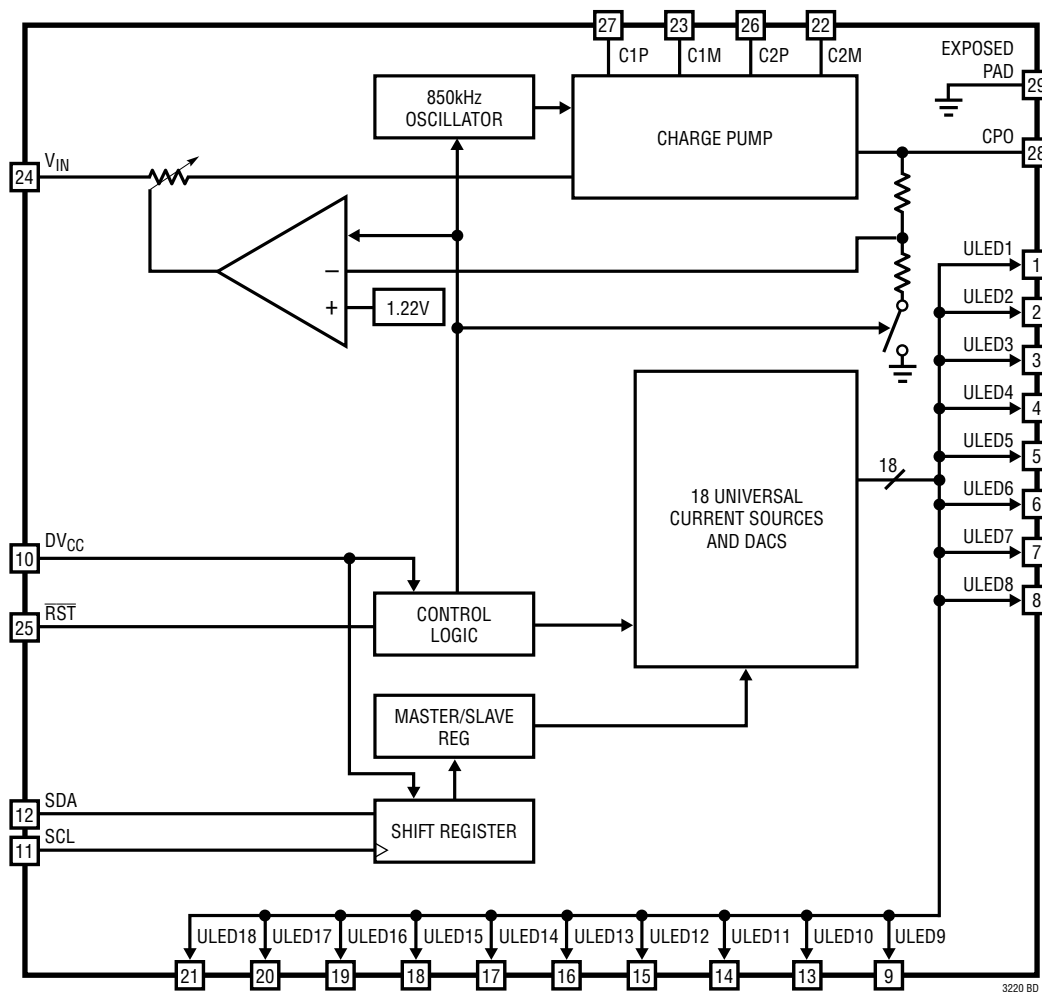 27 23 26 22
C1P C1M C2P C2M
EXPOSED
PAD
29
850kHz
OSCILLATOR
CHARGE PUMP
CPO
28
24 VIN
−
+
1.22V
ULED1
1
ULED2
2
ULED3
3
ULED4
4
ULED5
5
ULED6
6
ULED7
7
ULED8
8
18
18 UNIVERSAL
CURRENT SOURCES
AND DACS
10 DVCC
25 RST
CONTROL
LOGIC
MASTER/SLAVE
REG
12 SDA
11 SCL
SHIFT REGISTER
ULED18 ULED17 ULED16 ULED15 ULED14 ULED13 ULED12 ULED11 ULED10 ULED9
21 20 19 18 17 16 15 14 13 9
3220 BD